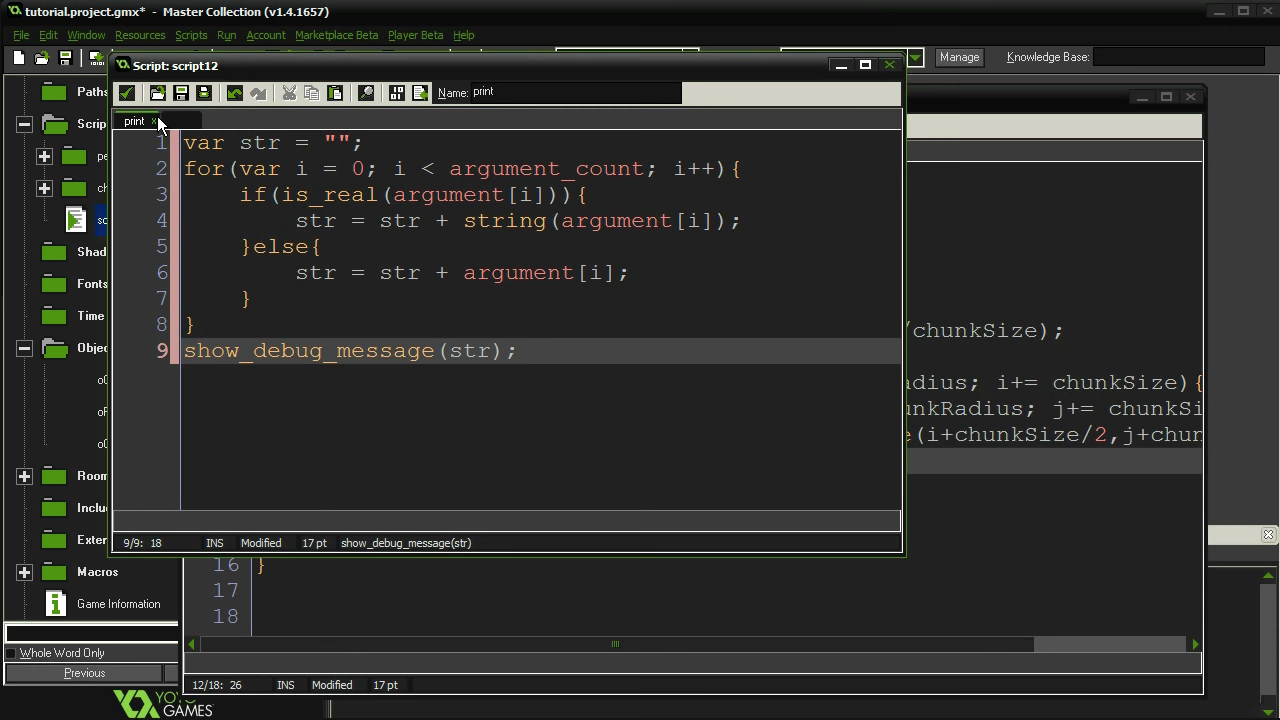 tutorial.project.gmx* - Master Collection (v1.4.1657)
File Edit Window Resources Scripts Run Account Marketplace Beta Player Beta Help
Manage Knowledge Base:
Script: script12
Name: print
print x
1 var str = "";
2 for(var i = 0; i < argument_count; i++){
3 if(is_real(argument[i])){
4 str = str + string(argument[i]);
5 }else{
6 str = str + argument[i];
7 }
8 }
9 show_debug_message(str);
9/9: 18 INS Modified 17 pt show_debug_message(str)
Paths
Scrip
pe
ch
sc
Shad
Fonts
Time
Objec
Room
Inclu
Exter
Macros
Game Information
Whole Word Only
Previous
YOYO
GAMES
/chunkSize);
adius; i+= chunkSize){
unkRadius; j+= chunkSi
e(i+chunkSize/2,j+chun
16 }
17
18
12/18: 26 INS Modified 17 pt